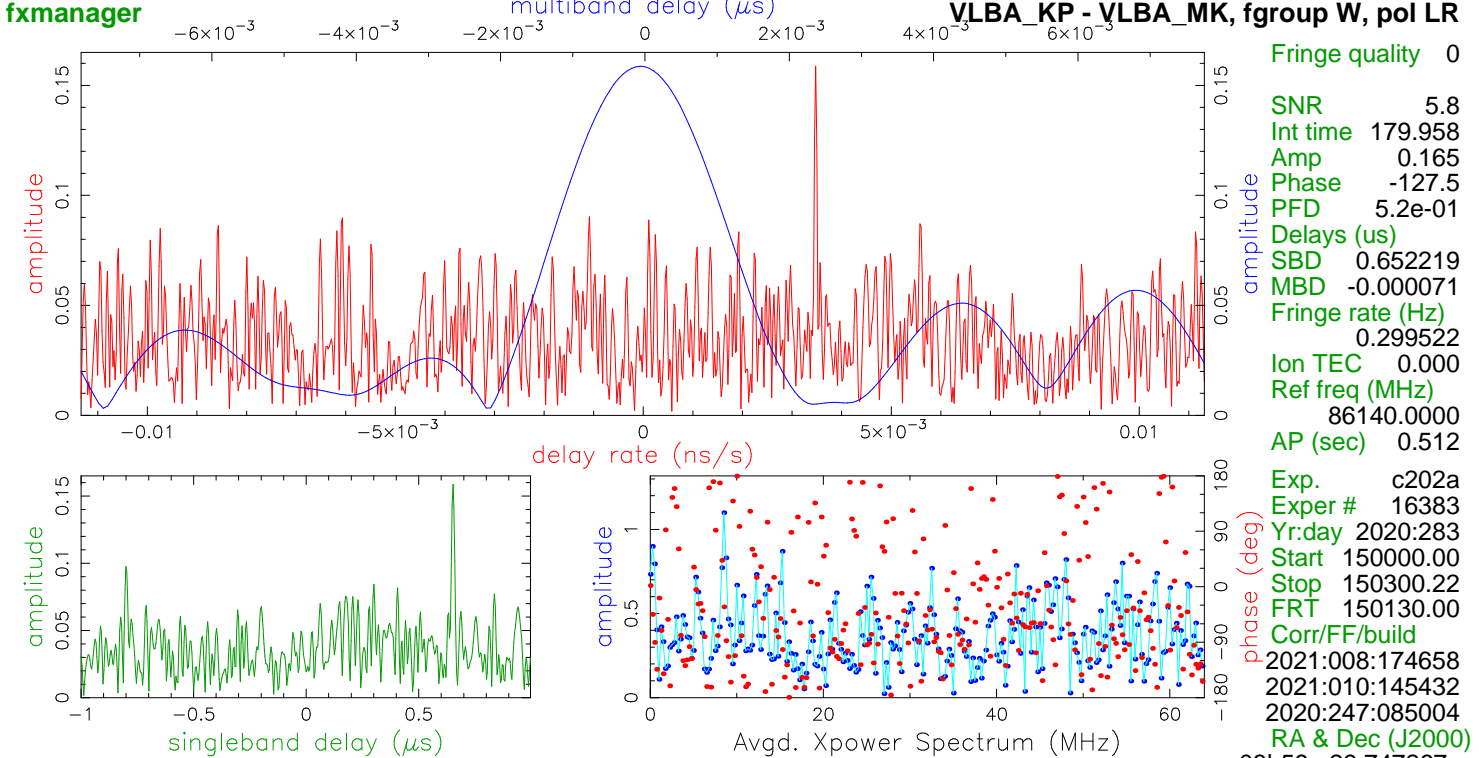 fxmanager
multiband delay (μs)
VLBA_KP - VLBA_MK, fgroup W, pol LR
−6×10−3 −4×10−3 −2×10−3 0 2×10−3 4×10−3 6×10−3
amplitude
0 0.05 0.1 0.15
amplitude
0 0.05 0.1 0.15
−0.01 −5×10−3 0 5×10−3 0.01
delay rate (ns/s)
amplitude
0 0.05 0.1 0.15
−1 −0.5 0 0.5
singleband delay (μs)
amplitude
0 0.5 1
phase (deg)
−180 −90 0 90 180
0 20 40 60
Avgd. Xpower Spectrum (MHz)
Fringe quality 0
SNR 5.8
Int time 179.958
Amp 0.165
Phase -127.5
PFD 5.2e-01
Delays (us)
SBD 0.652219
MBD -0.000071
Fringe rate (Hz)
0.299522
Ion TEC 0.000
Ref freq (MHz)
86140.0000
AP (sec) 0.512
Exp. c202a
Exper # 16383
Yr:day 2020:283
Start 150000.00
Stop 150300.22
FRT 150130.00
Corr/FF/build
2021:008:174658
2021:010:145432
2020:247:085004
RA & Dec (J2000)